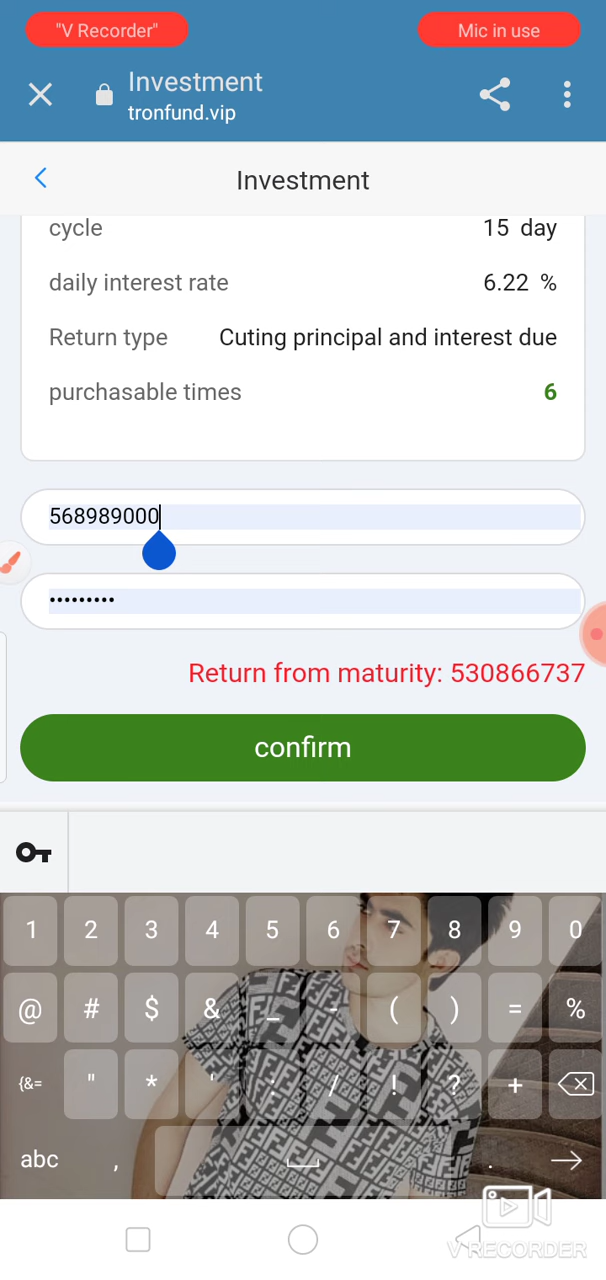 "V Recorder"
Mic in use
Investment
tronfund.vip
Investment
cycle 15 day
daily interest rate 6.22 %
Return type Cuting principal and interest due
purchasable times 6
568989000
•••••••••
Return from maturity: 530866737
confirm
1 2 3 4 5 6 7 8 9 0
@ # $ & _ - ( ) = %
{&= " * ' : / ! ? +
abc , .
V RECORDER